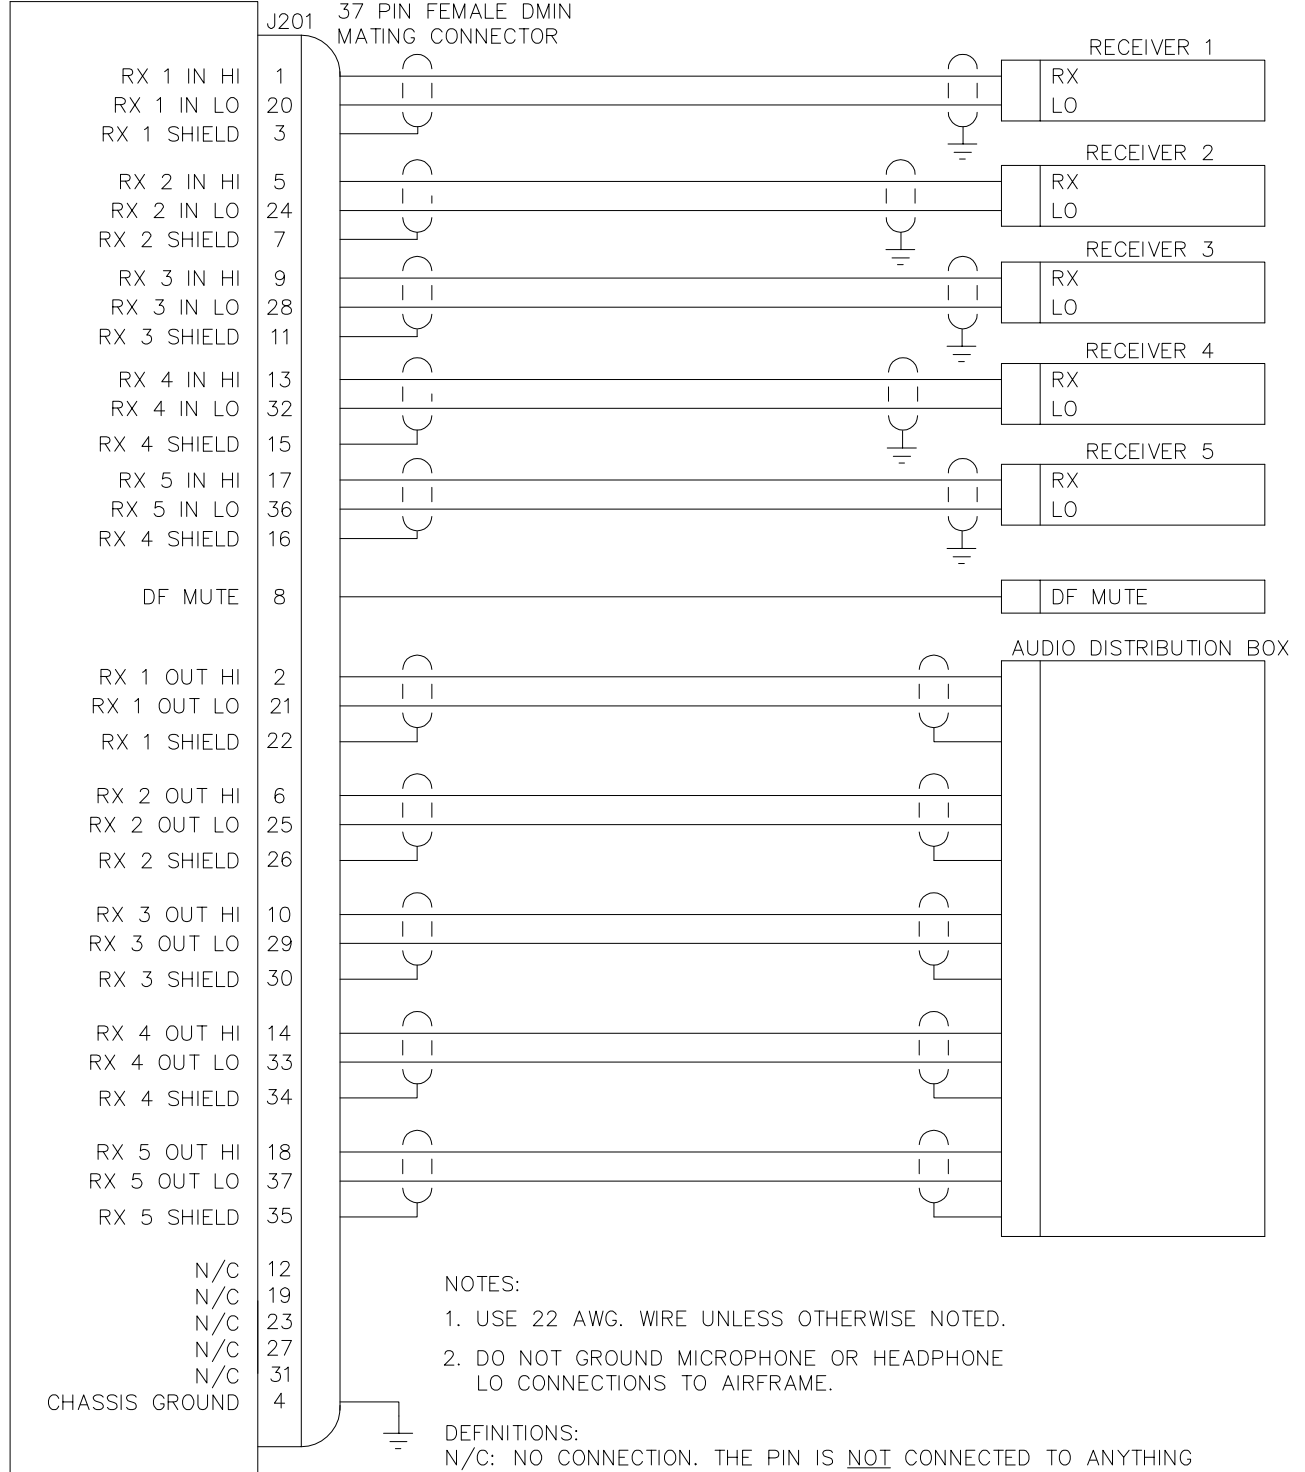 J201
37 PIN FEMALE DMIN
MATING CONNECTOR
RECEIVER 1
RX 1 IN HI 1 RX
RX 1 IN LO 20 LO
RX 1 SHIELD 3
RECEIVER 2
RX 2 IN HI 5 RX
RX 2 IN LO 24 LO
RX 2 SHIELD 7
RECEIVER 3
RX 3 IN HI 9 RX
RX 3 IN LO 28 LO
RX 3 SHIELD 11
RECEIVER 4
RX 4 IN HI 13 RX
RX 4 IN LO 32 LO
RX 4 SHIELD 15
RECEIVER 5
RX 5 IN HI 17 RX
RX 5 IN LO 36 LO
RX 4 SHIELD 16
DF MUTE 8 DF MUTE
AUDIO DISTRIBUTION BOX
RX 1 OUT HI 2
RX 1 OUT LO 21
RX 1 SHIELD 22
RX 2 OUT HI 6
RX 2 OUT LO 25
RX 2 SHIELD 26
RX 3 OUT HI 10
RX 3 OUT LO 29
RX 3 SHIELD 30
RX 4 OUT HI 14
RX 4 OUT LO 33
RX 4 SHIELD 34
RX 5 OUT HI 18
RX 5 OUT LO 37
RX 5 SHIELD 35
N/C 12
N/C 19
N/C 23
N/C 27
N/C 31
CHASSIS GROUND 4
NOTES:
1. USE 22 AWG. WIRE UNLESS OTHERWISE NOTED.
2. DO NOT GROUND MICROPHONE OR HEADPHONE
LO CONNECTIONS TO AIRFRAME.
DEFINITIONS:
N/C: NO CONNECTION. THE PIN IS NOT CONNECTED TO ANYTHING